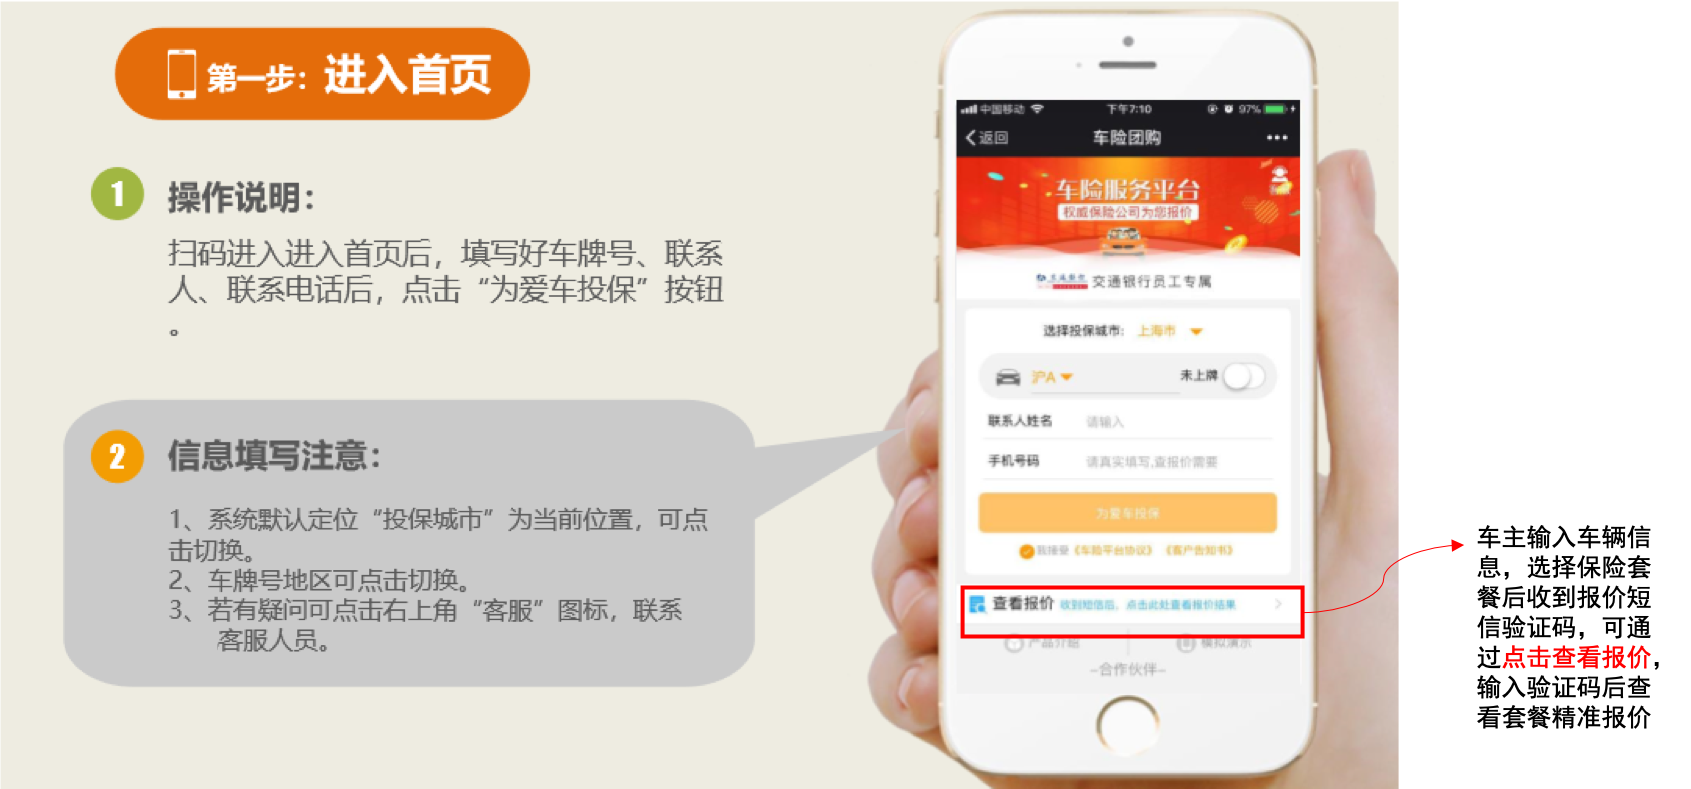 第一步：进入首页
1 操作说明：
扫码进入进入首页后，填写好车牌号、联系
人、联系电话后，点击“为爱车投保”按钮
。
2 信息填写注意：
1、系统默认定位“投保城市”为当前位置，可点
击切换。
2、车牌号地区可点击切换。
3、若有疑问可点击右上角“客服”图标，联系
客服人员。
中国移动 下午7:10 97%
返回 车险团购 •••
车险服务平台
权威保险公司为您报价
交通银行员工专属
选择投保城市: 上海市
沪A 未上牌
联系人姓名 请输入
手机号码 请真实填写,查报价需要
为爱车投保
我接受《车险平台协议》《客户告知书》
查看报价 收到短信后，点击此处查看报价结果
产品介绍 模拟演示
–合作伙伴–
车主输入车辆信
息，选择保险套
餐后收到报价短
信验证码，可通
过点击查看报价，
输入验证码后查
看套餐精准报价